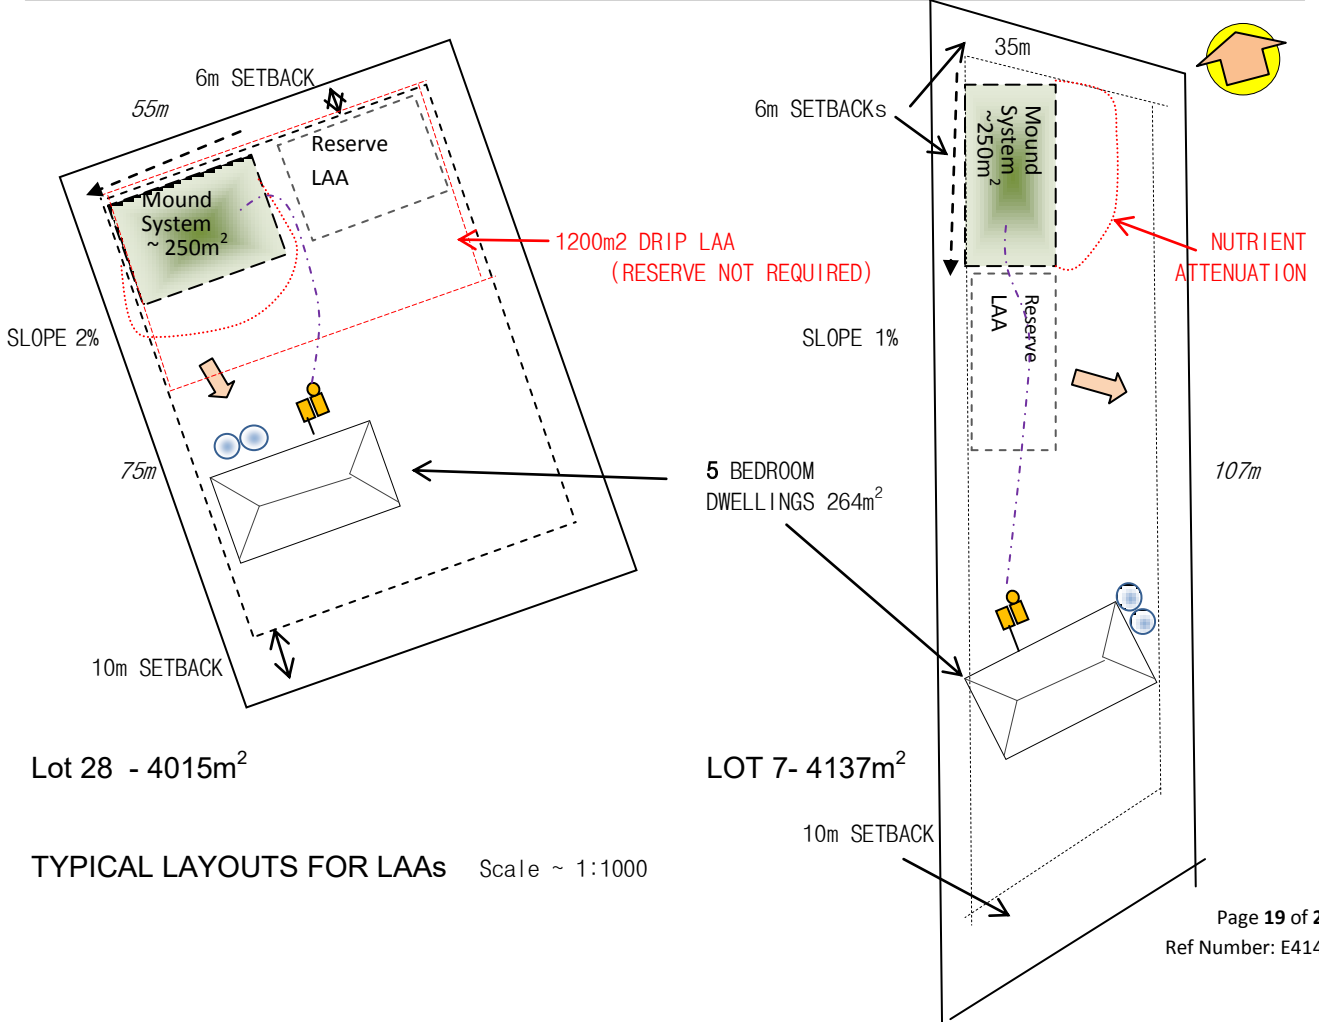 6m SETBACK
55m
Reserve
LAA
Mound
System
~ 250m²
1200m2 DRIP LAA
(RESERVE NOT REQUIRED)
SLOPE 2%
75m
10m SETBACK
Lot 28 - 4015m²
35m
6m SETBACKs
Mound
System
~250m²
NUTRIENT
ATTENUATION
Reserve
LAA
SLOPE 1%
5 BEDROOM
DWELLINGS 264m²
107m
LOT 7- 4137m²
10m SETBACK
TYPICAL LAYOUTS FOR LAAs Scale ~ 1:1000
Page 19 of 2
Ref Number: E414